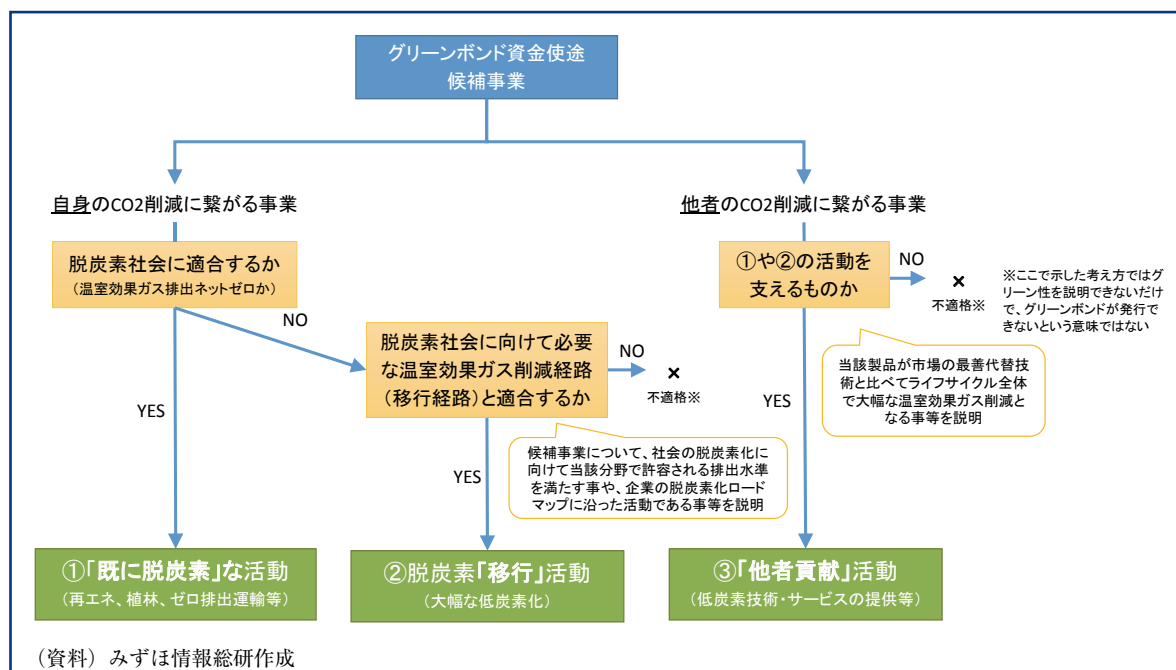 グリーンボンド資金使途
候補事業
自身のCO2削減に繋がる事業
他者のCO2削減に繋がる事業
脱炭素社会に適合するか
（温室効果ガス排出ネットゼロか）
①や②の活動を
支えるものか
NO
×
不適格※
※ここで示した考え方ではグ
リーン性を説明できないだけ
で、グリーンボンドが発行で
きないという意味ではない
NO
脱炭素社会に向けて必要
な温室効果ガス削減経路
（移行経路）と適合するか
NO
×
不適格※
当該製品が市場の最善代替技
術と比べてライフサイクル全体
で大幅な温室効果ガス削減と
なる事等を説明
YES
YES
YES
候補事業について、社会の脱炭素化に
向けて当該分野で許容される排出水準
を満たす事や、企業の脱炭素化ロード
マップに沿った活動である事等を説明
①「既に脱炭素」な活動
（再エネ、植林、ゼロ排出運輸等）
②脱炭素「移行」活動
（大幅な低炭素化）
③「他者貢献」活動
（低炭素技術・サービスの提供等）
（資料）みずほ情報総研作成